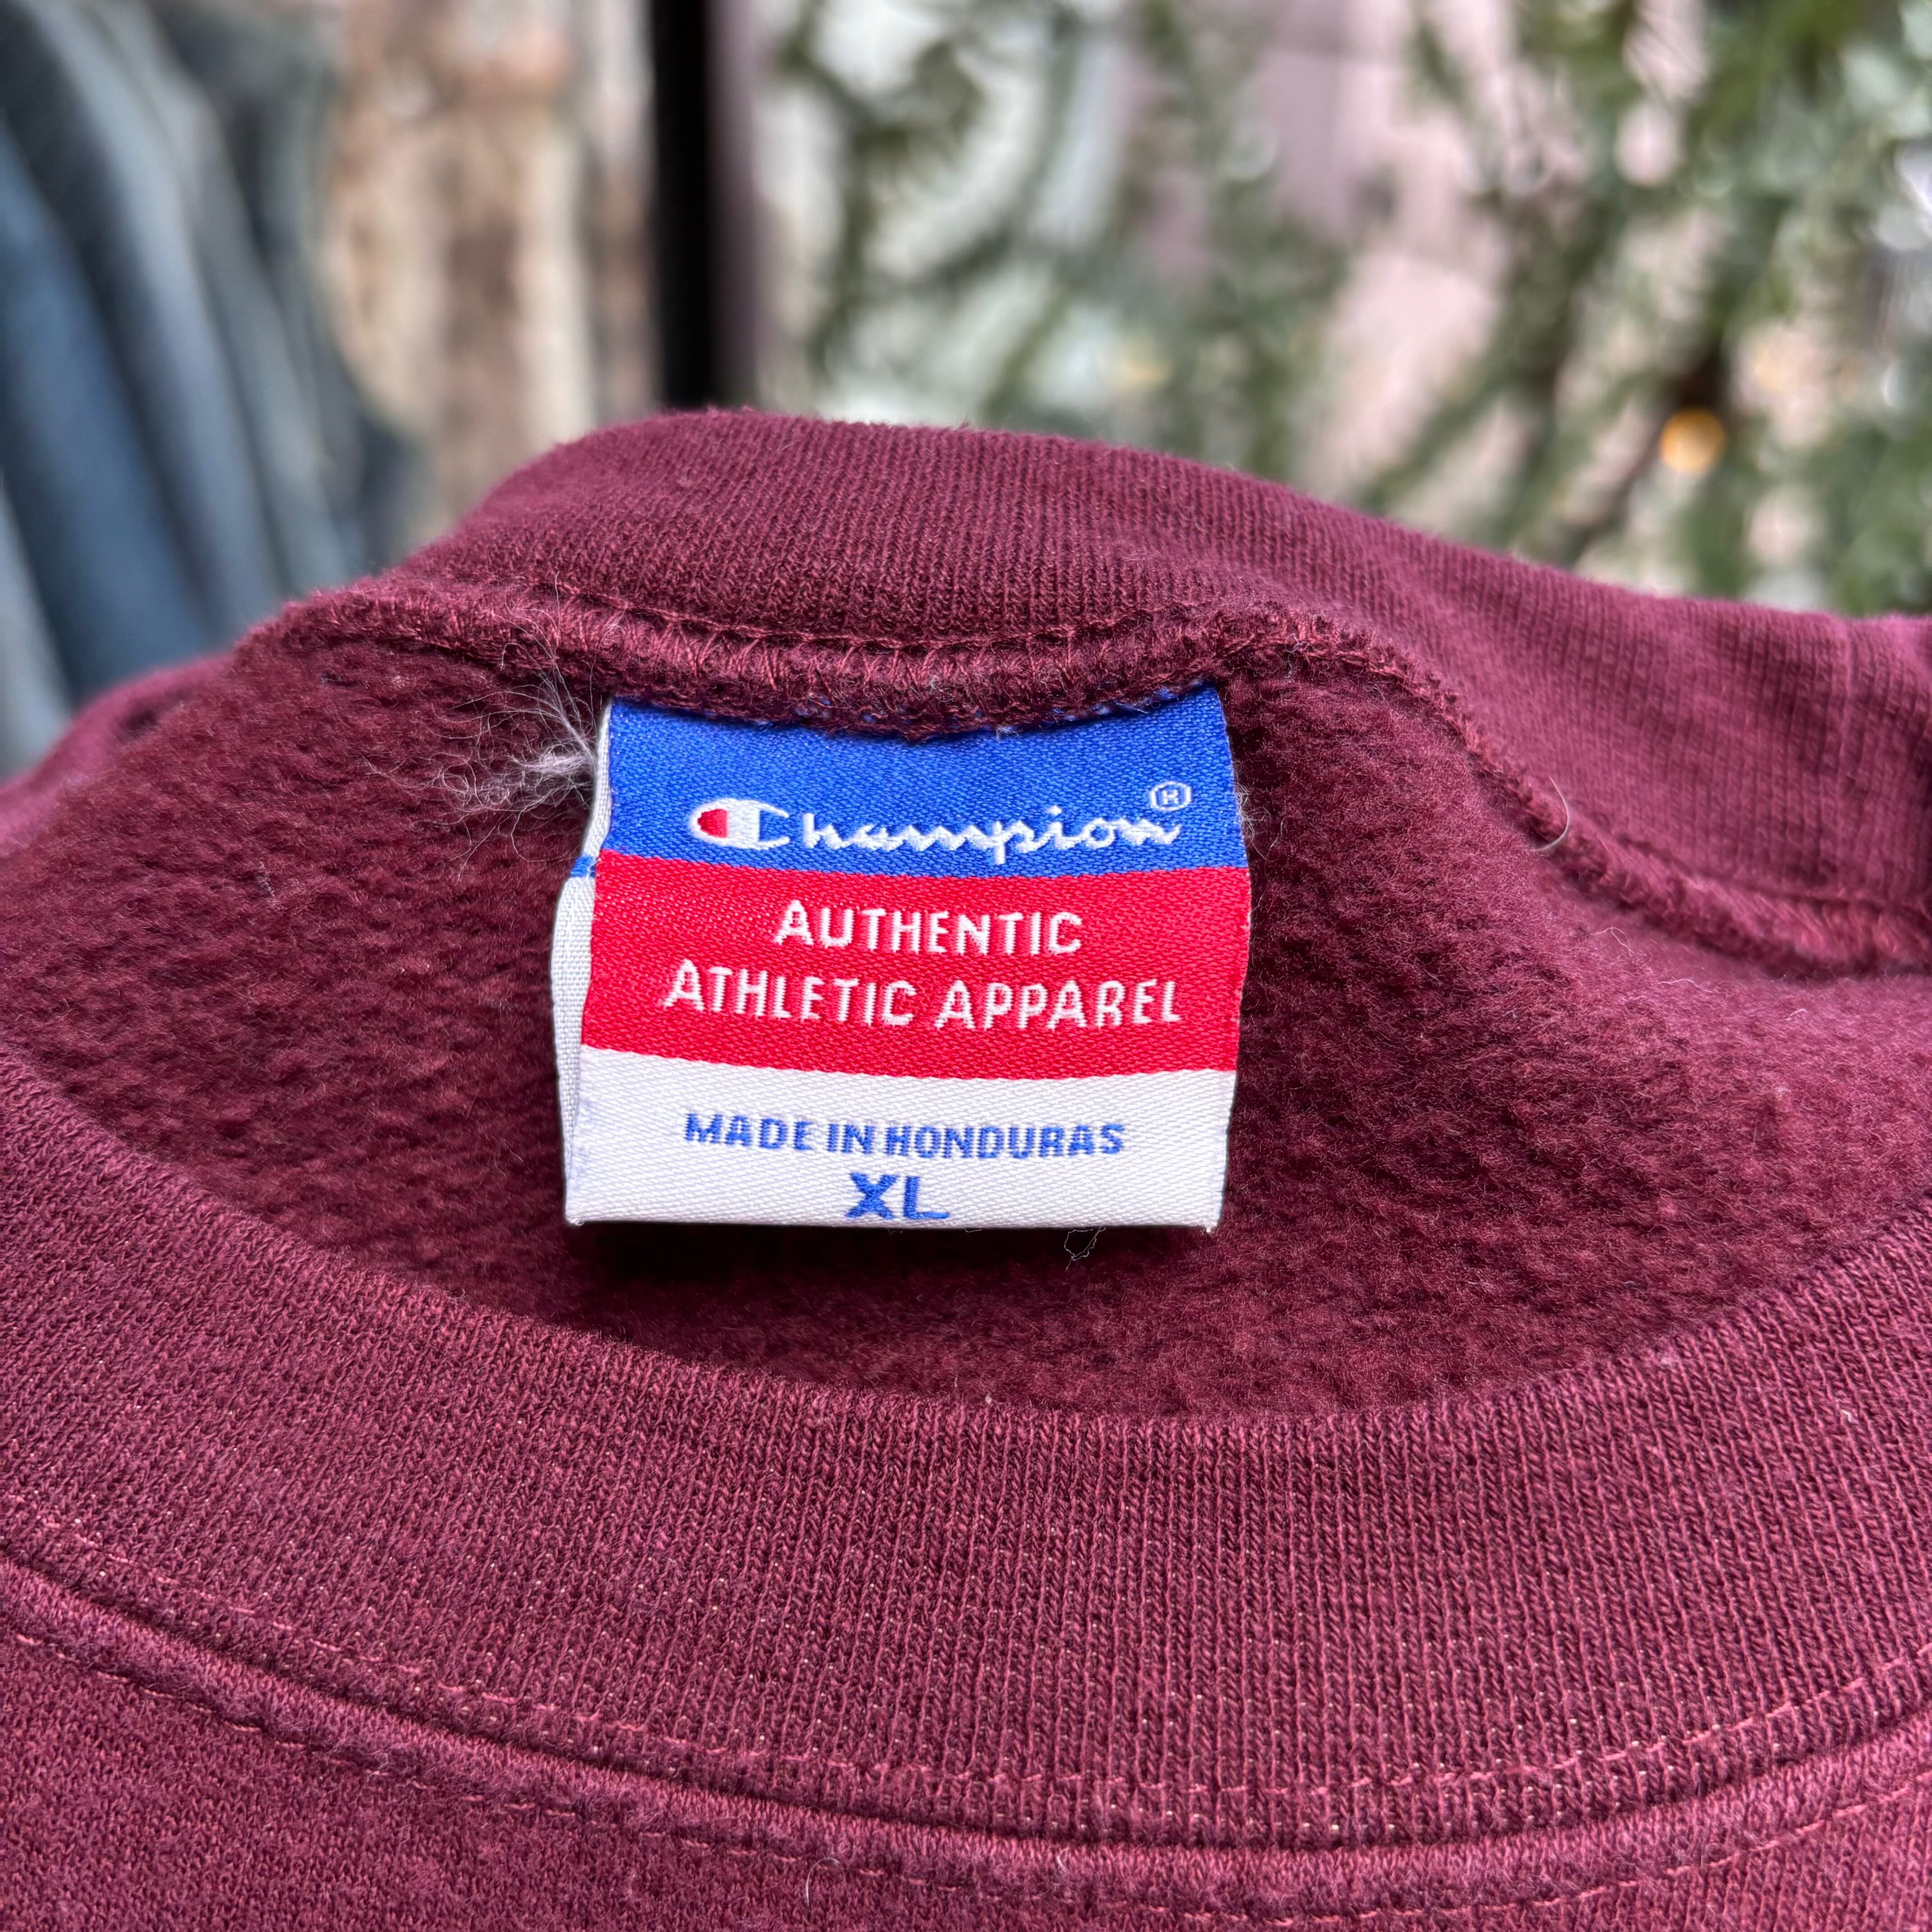 Champion®
AUTHENTIC
ATHLETIC APPAREL
MADE IN HONDURAS
XL